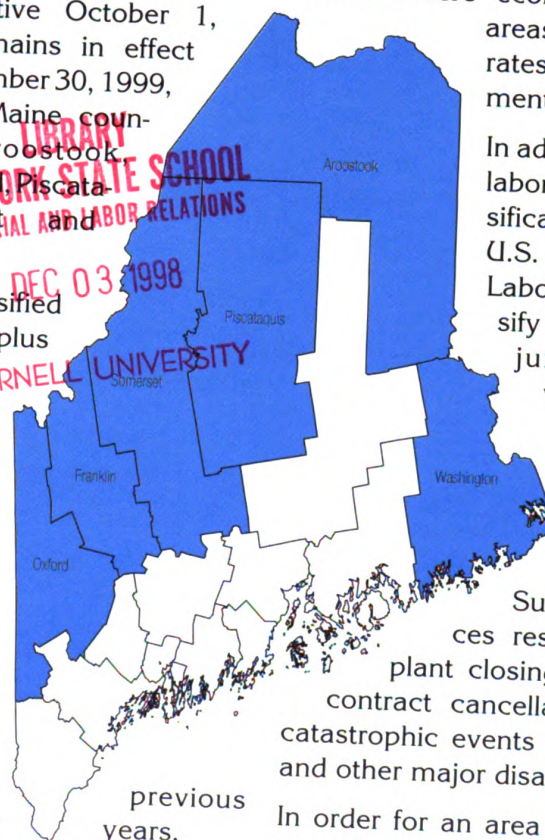 tive October 1,
nains in effect
nber 30, 1999,
Maine coun-
roostook,
, Piscata-
and
sified
plus
LIBRARY
ORK STATE SCHOOL
IAL AND LABOR RELATIONS
DEC 03 1998
RNELL UNIVERSITY
Aroostook
Piscataquis
Somerset
Franklin
Oxford
Washington
previous
years.
areas
rates
ment
In ad
labor
sifica
U.S.
Labo
sify
ju
Su
ces res
plant closing
contract cancella
catastrophic events
and other major disa
In order for an area